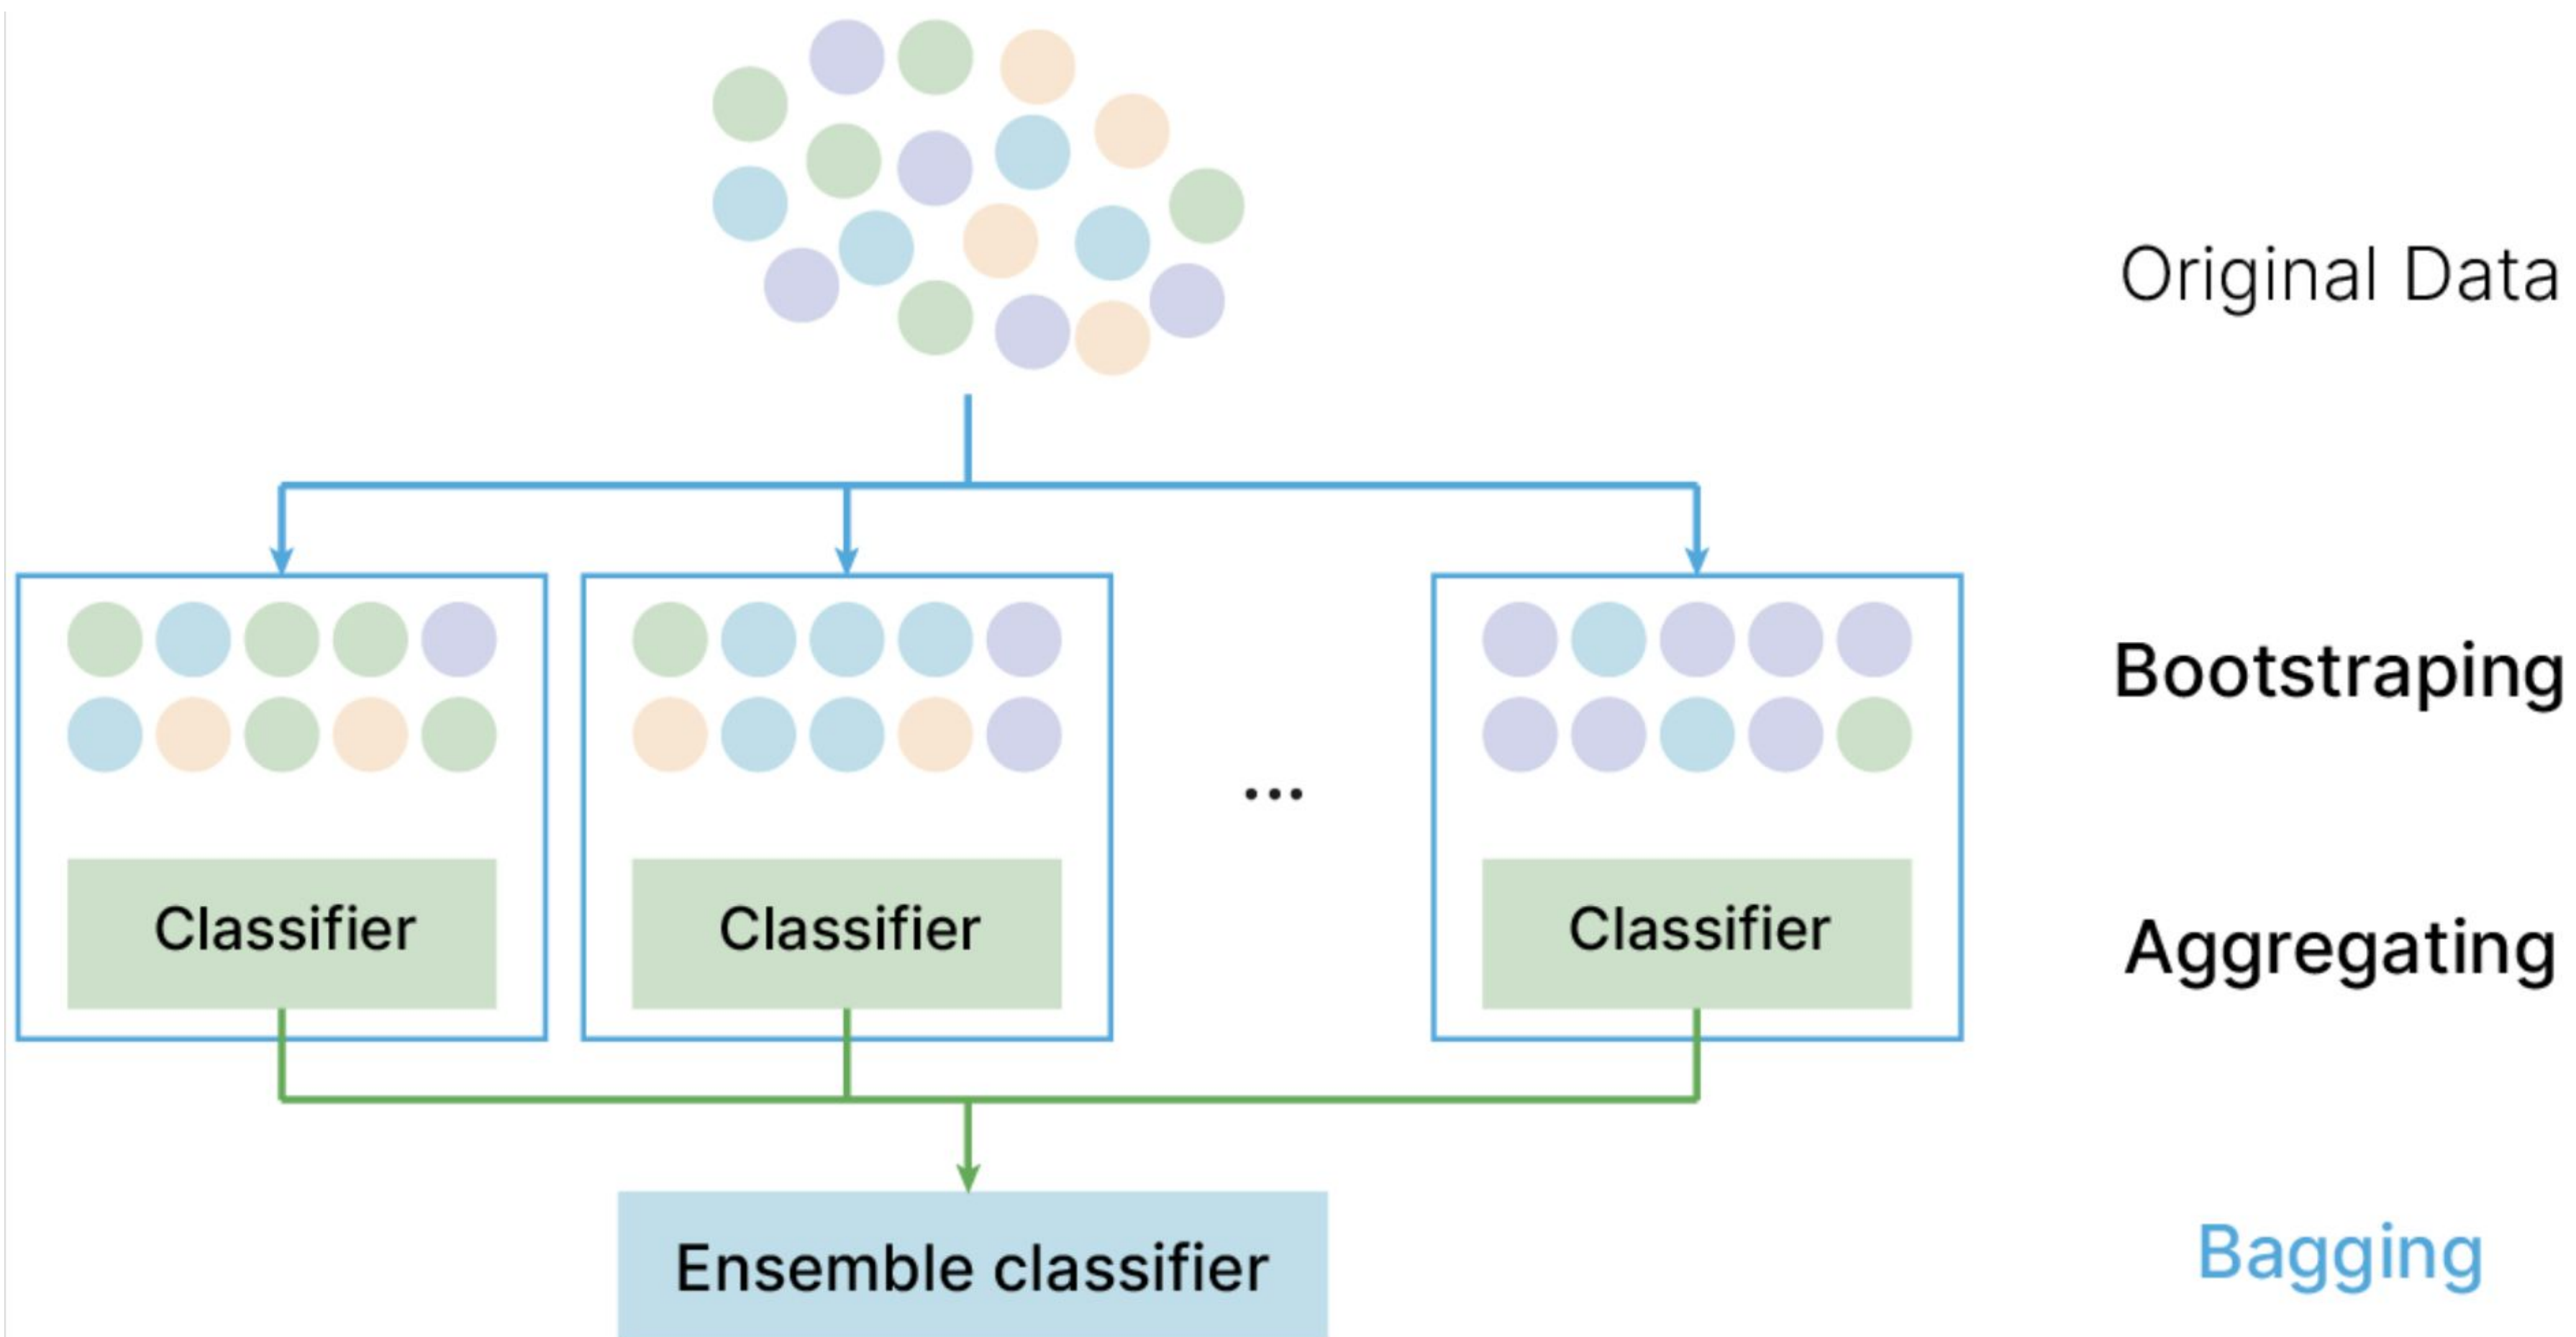 Original Data
Bootstraping
...
Classifier
Classifier
Classifier
Aggregating
Ensemble classifier
Bagging